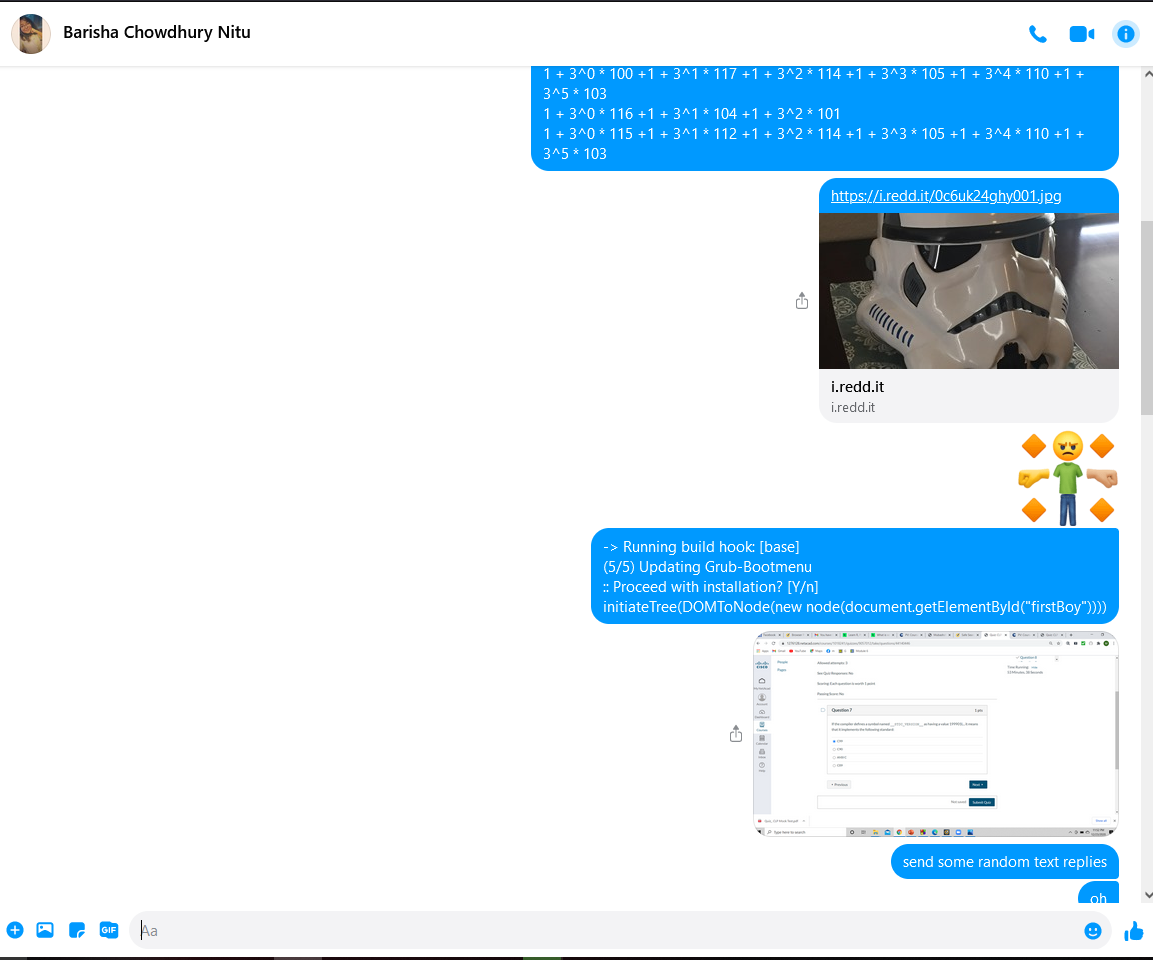 Barisha Chowdhury Nitu
1 + 3^0 * 100 +1 + 3^1 * 117 +1 + 3^2 * 114 +1 + 3^3 * 105 +1 + 3^4 * 110 +1 +
3^5 * 103
1 + 3^0 * 116 +1 + 3^1 * 104 +1 + 3^2 * 101
1 + 3^0 * 115 +1 + 3^1 * 112 +1 + 3^2 * 114 +1 + 3^3 * 105 +1 + 3^4 * 110 +1 +
3^5 * 103
https://i.redd.it/0c6uk24ghy001.jpg
i.redd.it
i.redd.it
-> Running build hook: [base]
(5/5) Updating Grub-Bootmenu
:: Proceed with installation? [Y/n]
initiateTree(DOMToNode(new node(document.getElementById("firstBoy"))))
Question 7
Previous
Next
Submit Quiz
send some random text replies
oh
GIF
Aa